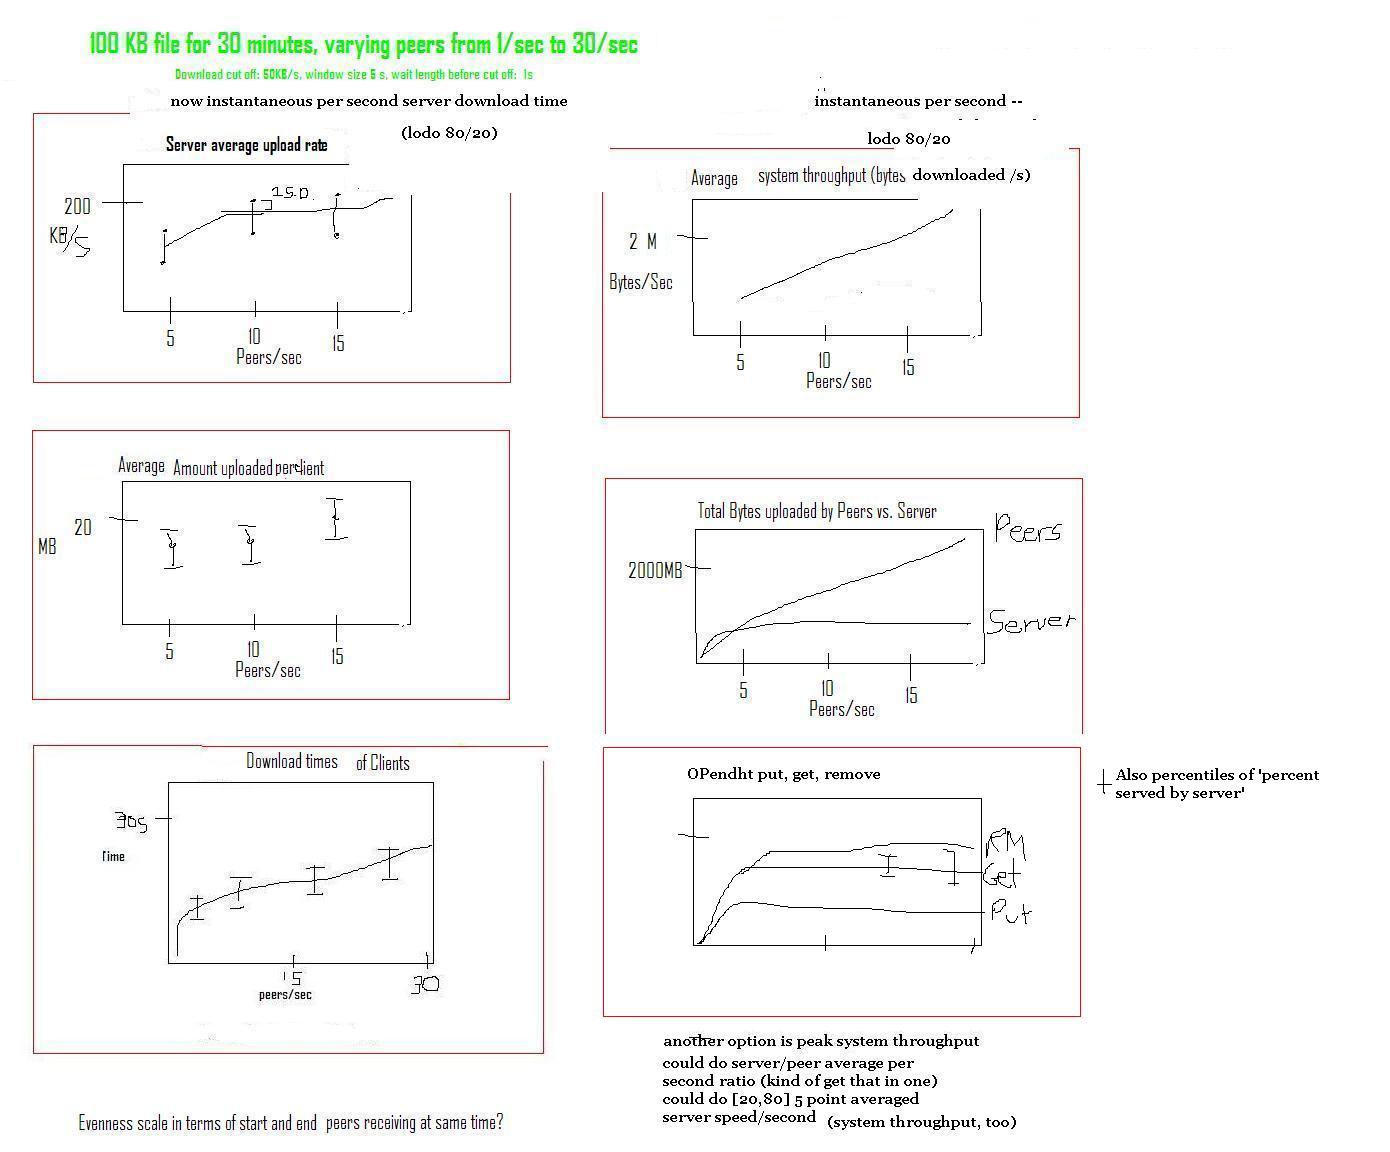 100 KB file for 30 minutes, varying peers from 1/sec to 30/sec
Download cut off: 50KB/s, window size 5 s, wait length before cut off: 1s
now instantaneous per second server download time
(lodo 80/20)
Server average upload rate
200
KB/s
1 S.D.
5
10
15
Peers/sec
instantaneous per second --
lodo 80/20
Average system throughput (bytes downloaded /s)
2 M
Bytes/Sec
5
10
15
Peers/sec
Average Amount uploaded per client
20
MB
5
10
15
Peers/sec
Total Bytes uploaded by Peers vs. Server
Peers
2000MB
Server
5
10
15
Peers/sec
Download times of Clients
30s
Time
15
30
peers/sec
OPendht put, get, remove
RM
Get
Put
+ Also percentiles of 'percent
served by server'
another option is peak system throughput
could do server/peer average per
second ratio (kind of get that in one)
could do [20,80] 5 point averaged
server speed/second (system throughput, too)
Evenness scale in terms of start and end peers receiving at same time?